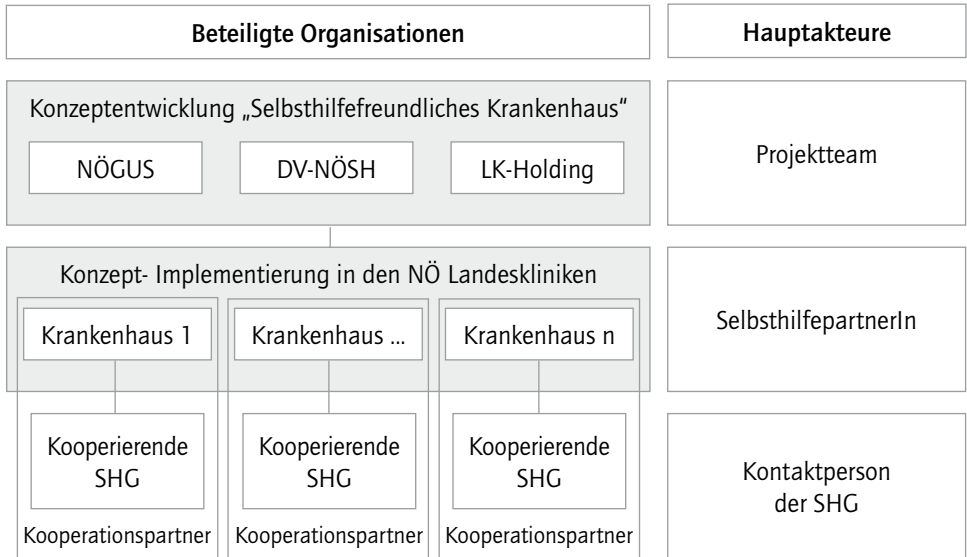 Beteiligte Organisationen
Hauptakteure
Konzeptentwicklung „Selbsthilfefreundliches Krankenhaus“
NÖGUS
DV-NÖSH
LK-Holding
Projektteam
Konzept- Implementierung in den NÖ Landeskliniken
Krankenhaus 1
Krankenhaus ...
Krankenhaus n
SelbsthilfepartnerIn
Kooperierende
SHG
Kooperierende
SHG
Kooperierende
SHG
Kooperationspartner
Kooperationspartner
Kooperationspartner
Kontaktperson
der SHG